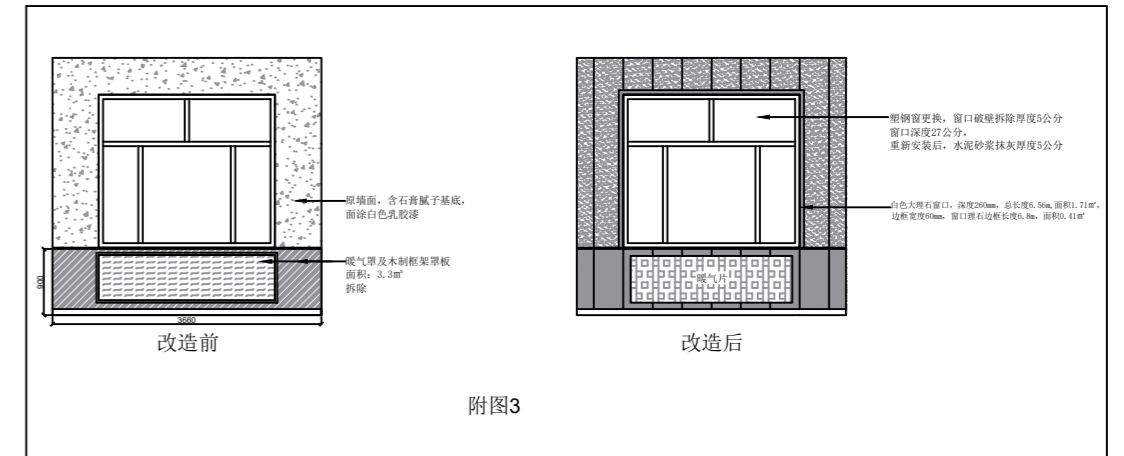 原墙面，含石膏腻子基底，
面涂白色乳胶漆
暖气罩及木制框架罩板
面积：3.3㎡
拆除
900
3660
改造前
塑钢窗更换，窗口破壁拆除厚度5公分
窗口深度27公分，
重新安装后，水泥砂浆抹灰厚度5公分
白色大理石窗口，深度260mm，总长度6.56m,面积1.71㎡，
边框宽度60mm，窗口理石边框长度6.8m，面积0.41㎡
暖气片
改造后
附图3